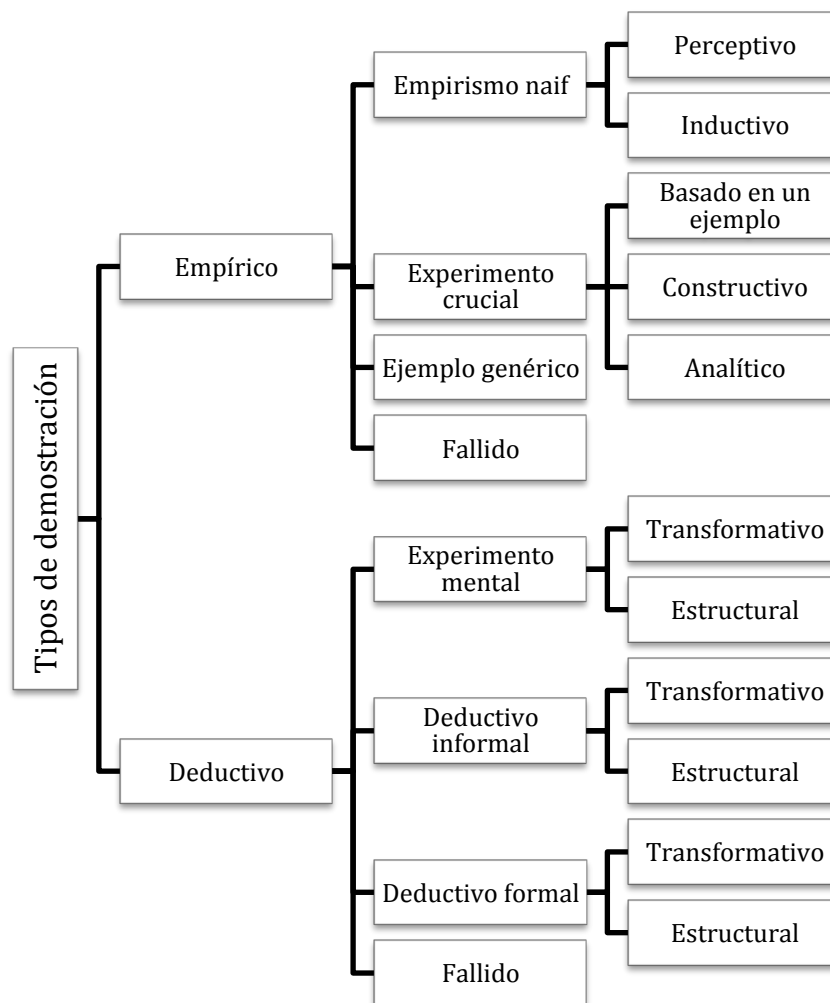 Tipos de demostración
Empírico
Empirismo naif
Perceptivo
Inductivo
Experimento
crucial
Basado en un
ejemplo
Constructivo
Analítico
Ejemplo genérico
Fallido
Deductivo
Experimento
mental
Transformativo
Estructural
Deductivo
informal
Transformativo
Estructural
Deductivo formal
Transformativo
Estructural
Fallido